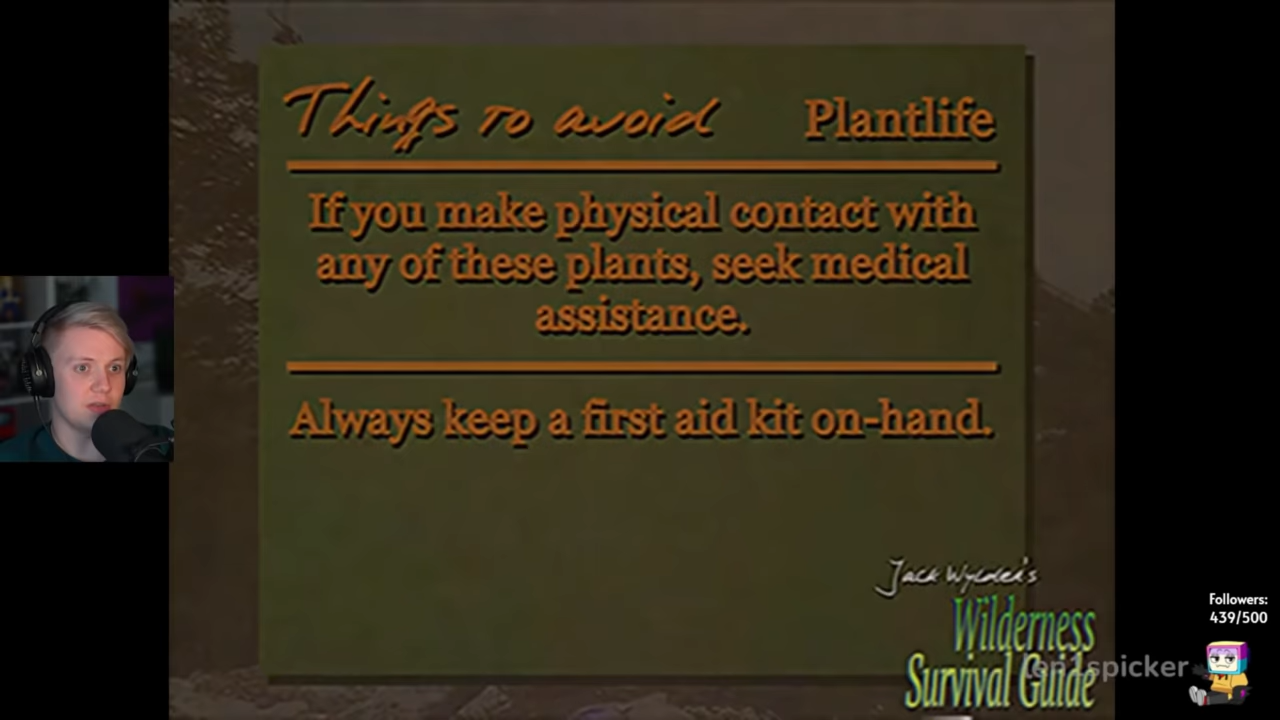 Things to avoid Plantlife
If you make physical contact with
any of these plants, seek medical
assistance.
Always keep a first aid kit on-hand.
Jack Wylder's
Wilderness
Survival Guide
Followers:
439/500